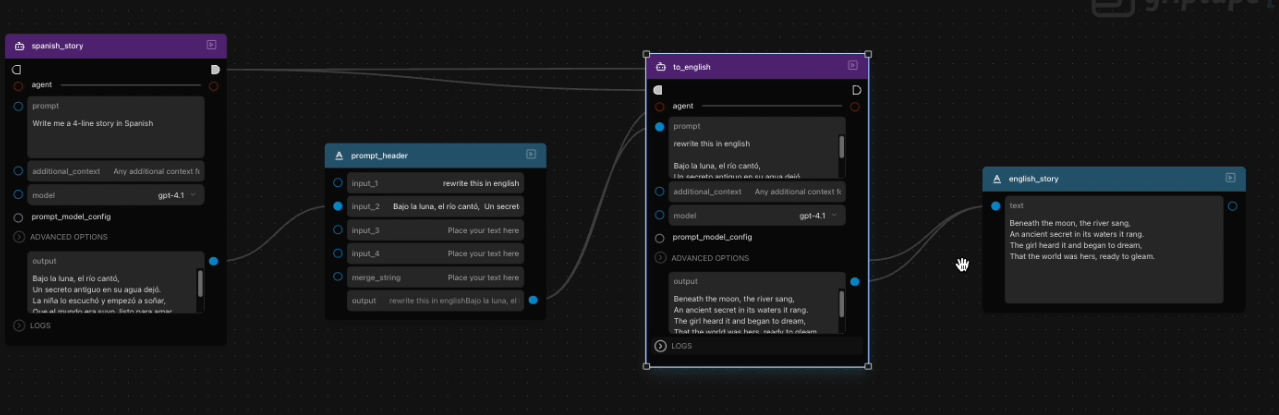 griptape
spanish_story
agent
prompt
Write me a 4-line story in Spanish
additional_context Any additional context fo
model gpt-4.1
prompt_model_config
ADVANCED OPTIONS
output
Bajo la luna, el río cantó,
Un secreto antiguo en su agua dejó.
La niña lo escuchó y empezó a soñar,
Que el mundo era suyo, listo para amar.
LOGS
prompt_header
input_1 rewrite this in english
input_2 Bajo la luna, el río cantó, Un secret
input_3 Place your text here
input_4 Place your text here
merge_string Place your text here
output rewrite this in englishBajo la luna, el
to_english
agent
prompt
rewrite this in english
Bajo la luna, el río cantó,
Un secreto antiguo en su agua dejó.
additional_context Any additional context fo
model gpt-4.1
prompt_model_config
ADVANCED OPTIONS
output
Beneath the moon, the river sang,
An ancient secret in its waters it rang.
The girl heard it and began to dream,
That the world was hers, ready to gleam.
LOGS
english_story
text
Beneath the moon, the river sang,
An ancient secret in its waters it rang.
The girl heard it and began to dream,
That the world was hers, ready to gleam.